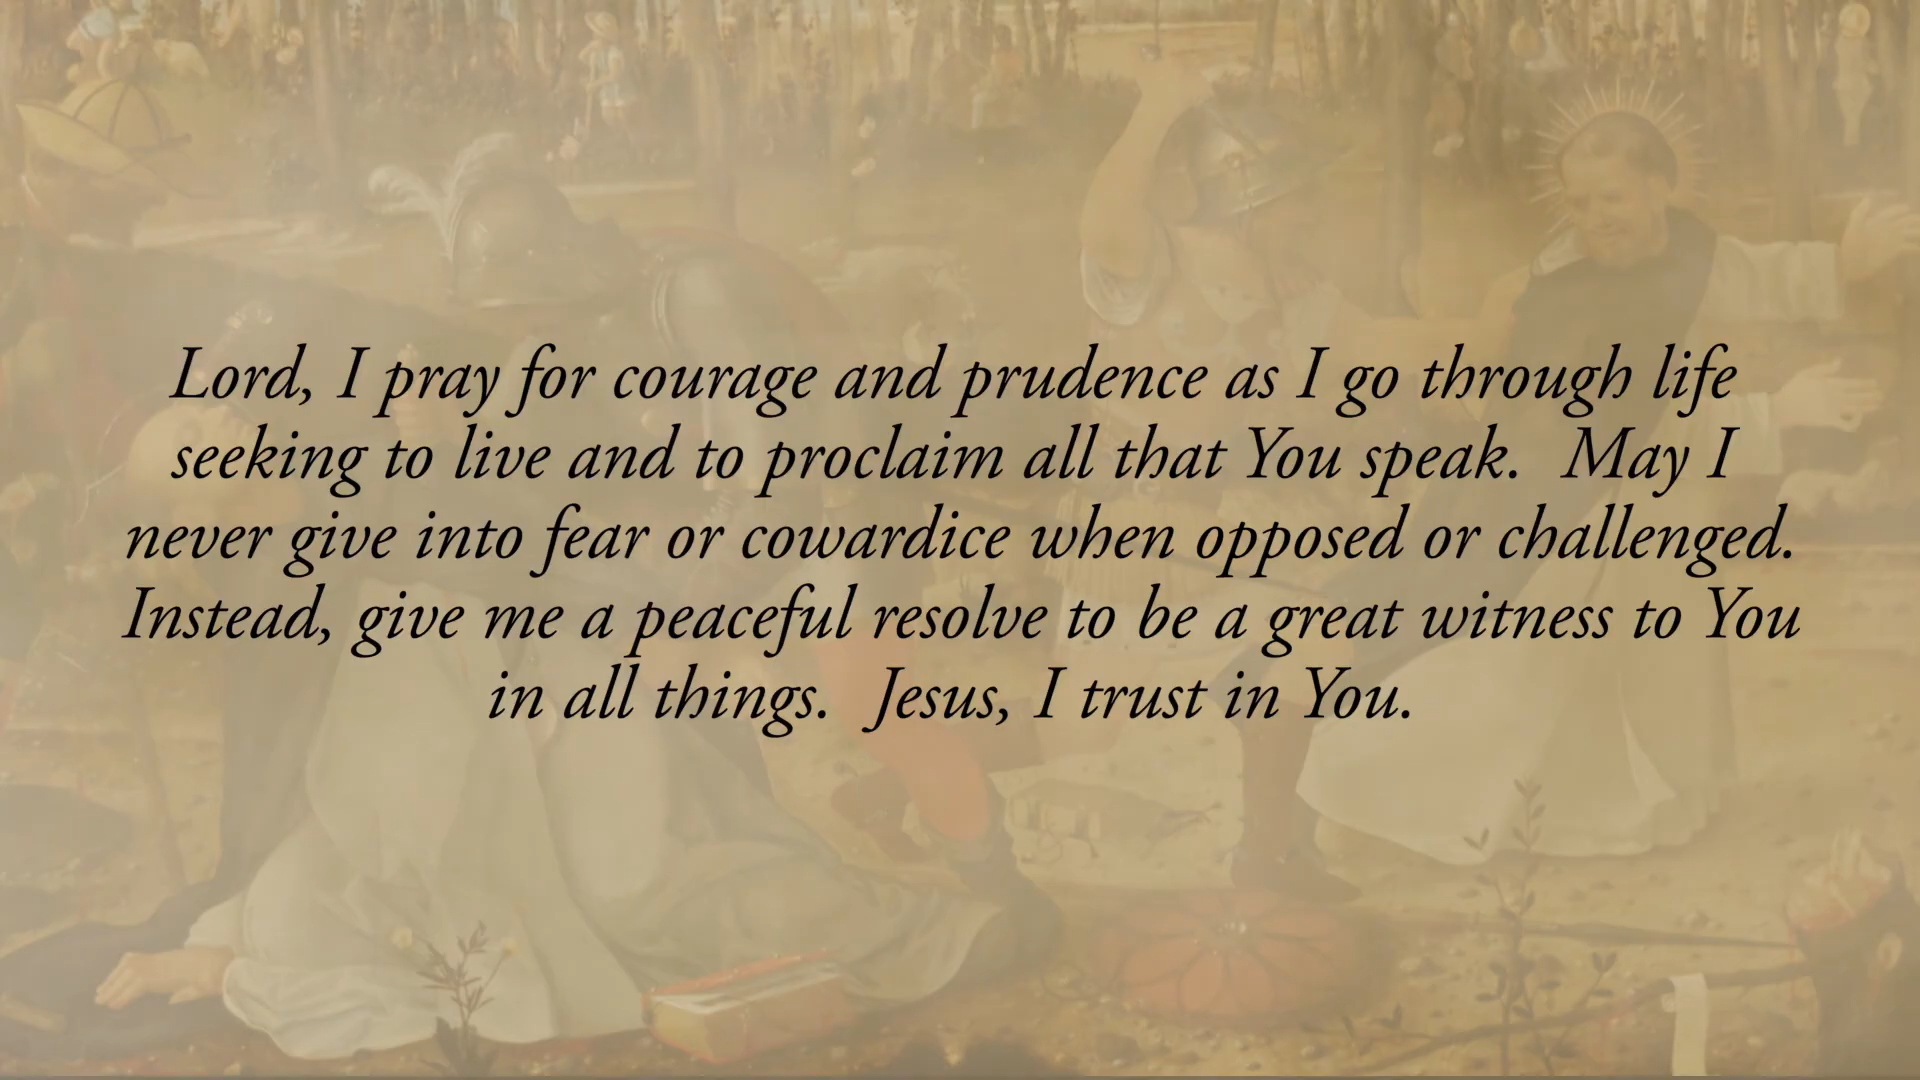 Lord, I pray for courage and prudence as I go through life
seeking to live and to proclaim all that You speak.  May I
never give into fear or cowardice when opposed or challenged.
Instead, give me a peaceful resolve to be a great witness to You
in all things.  Jesus, I trust in You.